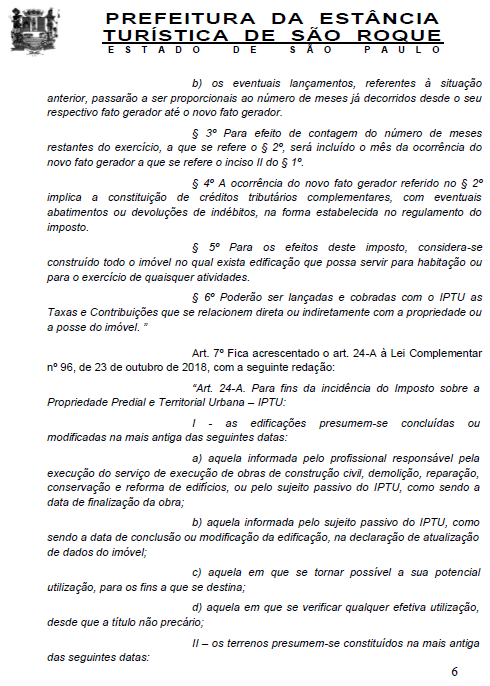 PREFEITURA DA ESTÂNCIA
TURÍSTICA DE SÃO ROQUE
ESTADO DE SÃO PAULO
b) os eventuais lançamentos, referentes à situação
anterior, passarão a ser proporcionais ao número de meses já decorridos desde o seu
respectivo fato gerador até o novo fato gerador.
§ 3º Para efeito de contagem do número de meses
restantes do exercício, a que se refere o § 2º, será incluído o mês da ocorrência do
novo fato gerador a que se refere o inciso II do § 1º.
§ 4º A ocorrência do novo fato gerador referido no § 2º
implica a constituição de créditos tributários complementares, com eventuais
abatimentos ou devoluções de indébitos, na forma estabelecida no regulamento do
imposto.
§ 5º Para os efeitos deste imposto, considera-se
construído todo o imóvel no qual exista edificação que possa servir para habitação ou
para o exercício de quaisquer atividades.
§ 6º Poderão ser lançadas e cobradas com o IPTU as
Taxas e Contribuições que se relacionem direta ou indiretamente com a propriedade ou
a posse do imóvel. ”
Art. 7º Fica acrescentado o art. 24-A à Lei Complementar
nº 96, de 23 de outubro de 2018, com a seguinte redação:
“Art. 24-A. Para fins da incidência do Imposto sobre a
Propriedade Predial e Territorial Urbana – IPTU:
I - as edificações presumem-se concluídas ou
modificadas na mais antiga das seguintes datas:
a) aquela informada pelo profissional responsável pela
execução do serviço de execução de obras de construção civil, demolição, reparação,
conservação e reforma de edifícios, ou pelo sujeito passivo do IPTU, como sendo a
data de finalização da obra;
b) aquela informada pelo sujeito passivo do IPTU, como
sendo a data de conclusão ou modificação da edificação, na declaração de atualização
de dados do imóvel;
c) aquela em que se tornar possível a sua potencial
utilização, para os fins a que se destina;
d) aquela em que se verificar qualquer efetiva utilização,
desde que a título não precário;
II – os terrenos presumem-se constituídos na mais antiga
das seguintes datas:
6